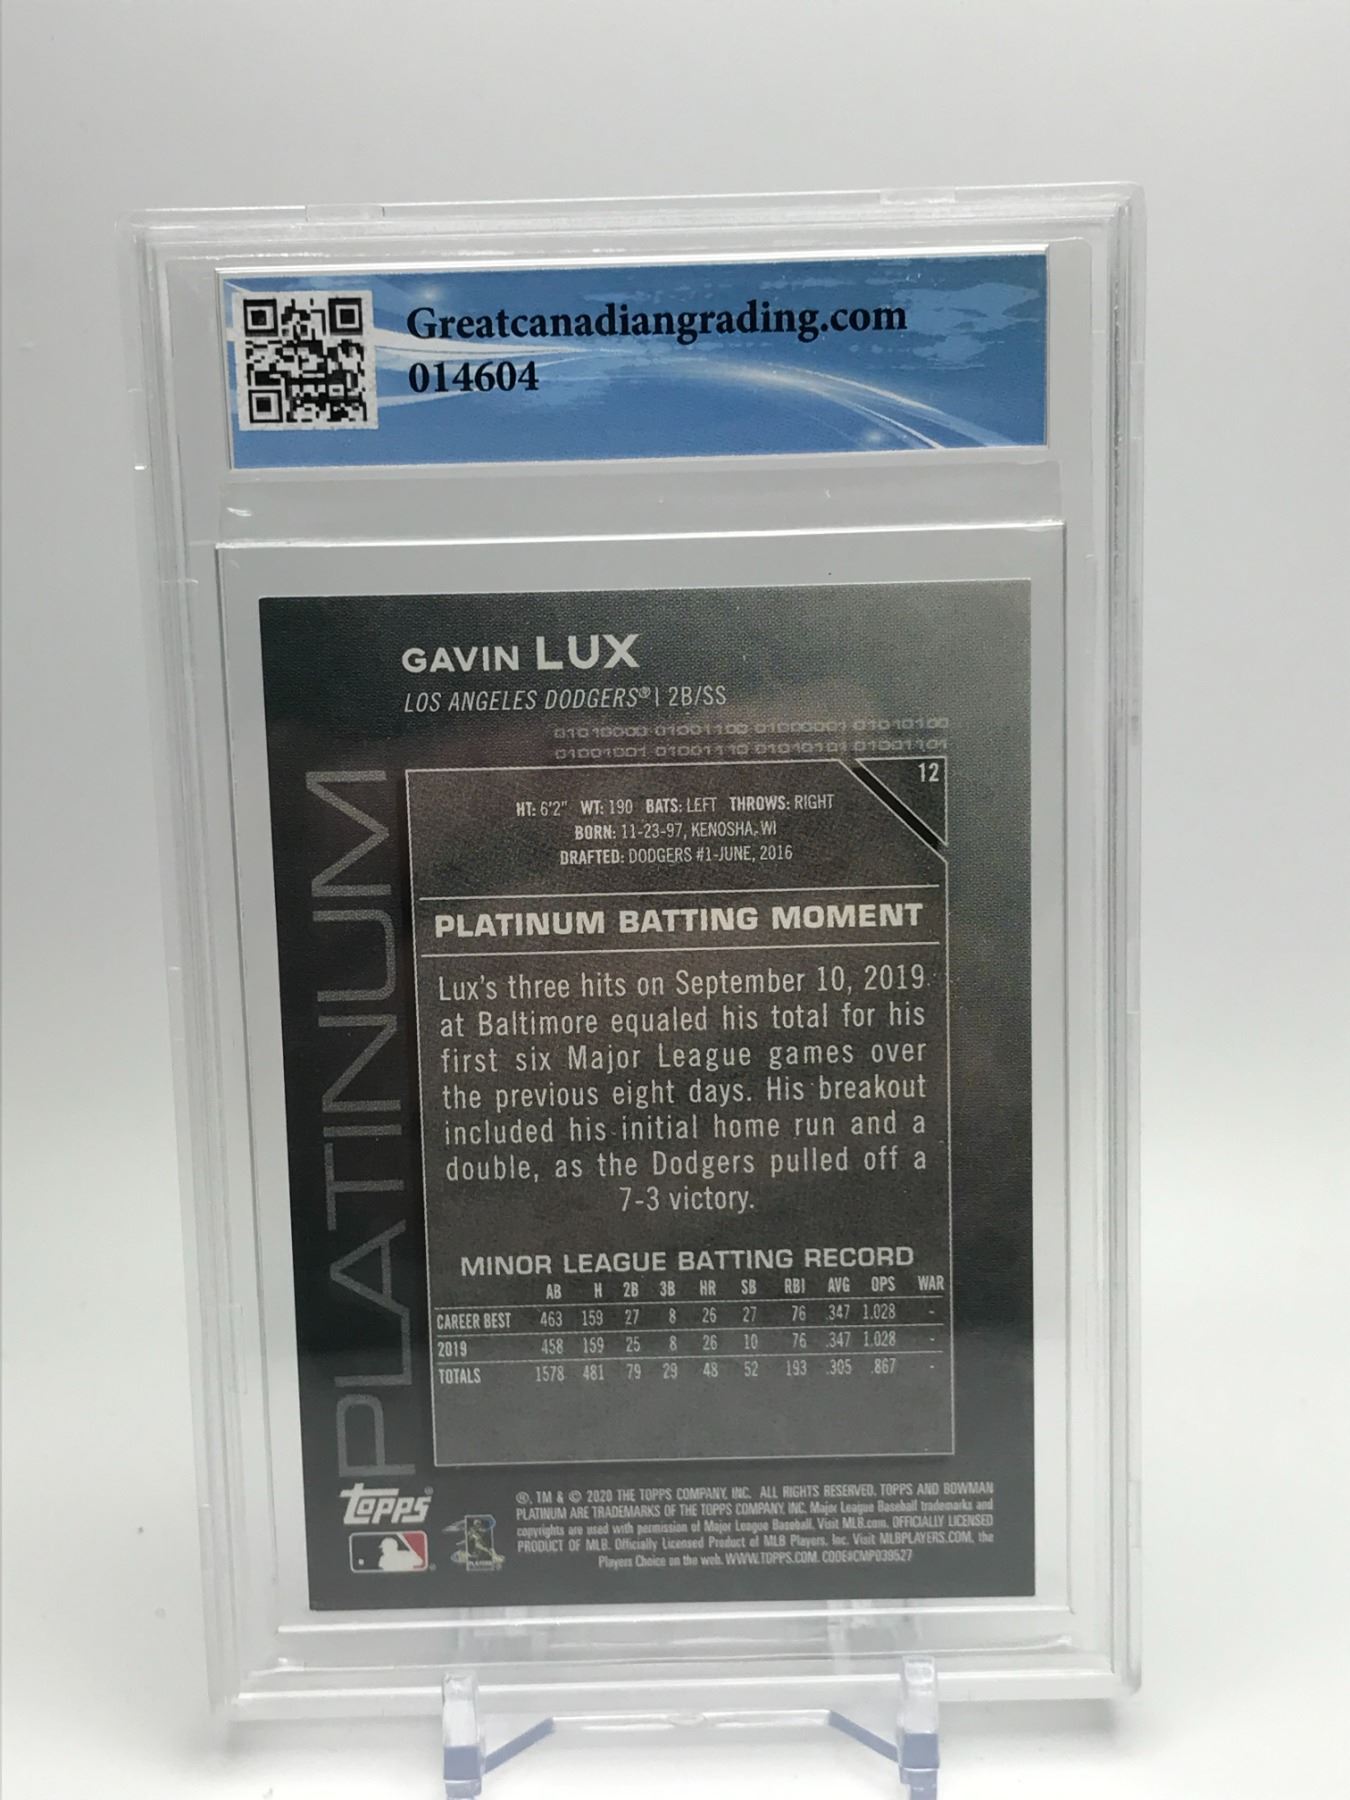 Greatcanadiangrading.com
014604
GAVIN LUX
LOS ANGELES DODGERS® | 2B/SS
01010000 01001100 01000001 01010100
01001001 01001110 01010101 01001101
12
HT: 6'2" WT: 190 BATS: LEFT THROWS: RIGHT
BORN: 11-23-97, KENOSHA, WI
DRAFTED: DODGERS #1-JUNE, 2016
PLATINUM
PLATINUM BATTING MOMENT
Lux's three hits on September 10, 2019
at Baltimore equaled his total for his
first six Major League games over
the previous eight days. His breakout
included his initial home run and a
double, as the Dodgers pulled off a
7-3 victory.
MINOR LEAGUE BATTING RECORD
AB H 2B 3B HR SB RBI AVG OPS WAR
CAREER BEST 463 159 27 8 26 27 76 .347 1.028 -
2019 458 159 25 8 26 10 76 .347 1.028 -
TOTALS 1578 481 79 29 48 52 193 .305 .867 -
Topps®
®, TM & © 2020 THE TOPPS COMPANY, INC. ALL RIGHTS RESERVED. TOPPS AND BOWMAN
PLATINUM ARE TRADEMARKS OF THE TOPPS COMPANY, INC. Major League Baseball trademarks and
copyrights are used with permission of Major League Baseball. Visit MLB.com. OFFICIALLY LICENSED
PRODUCT OF MLB. Officially Licensed Product of MLB Players, Inc. Visit MLBPLAYERS.COM, the
Players Choice on the web. WWW.TOPPS.COM. CODE#CMP039527